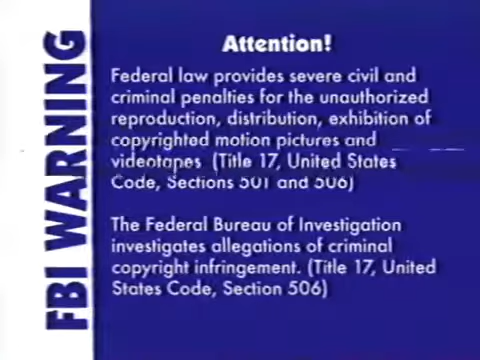 FBI WARNING
Attention!
Federal law provides severe civil and
criminal penalties for the unauthorized
reproduction, distribution, exhibition of
copyrighted motion pictures and
videotapes. (Title 17, United States
Code, Sections 501 and 506)
The Federal Bureau of Investigation
investigates allegations of criminal
copyright infringement. (Title 17, United
States Code, Section 506)